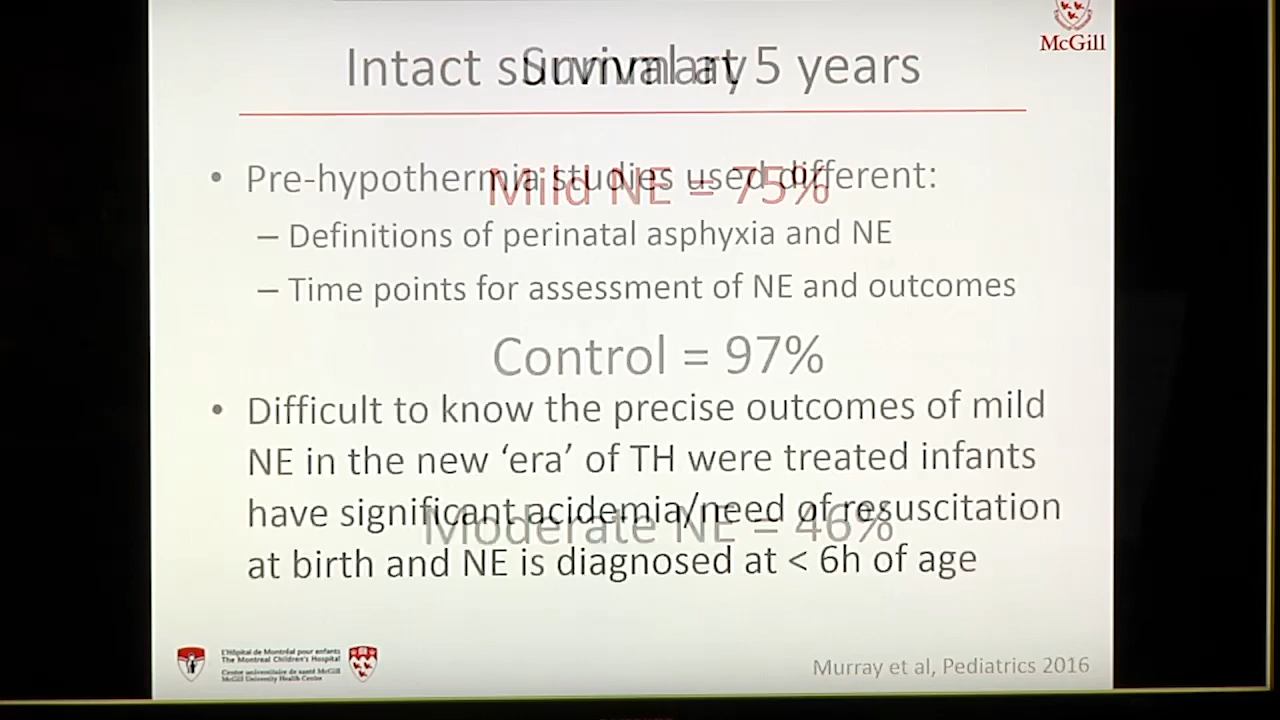 McGill
Intact survival at 5 years
Summary
• Pre-hypothermia studies used different:
Mild NE = 75%
– Definitions of perinatal asphyxia and NE
– Time points for assessment of NE and outcomes
Control = 97%
• Difficult to know the precise outcomes of mild
NE in the new ‘era’ of TH were treated infants
have significant acidemia/need of resuscitation
Moderate NE = 46%
at birth and NE is diagnosed at < 6h of age
L'Hôpital de Montréal pour enfants
The Montreal Children's Hospital
Centre universitaire de santé McGill
McGill University Health Centre
Murray et al, Pediatrics 2016